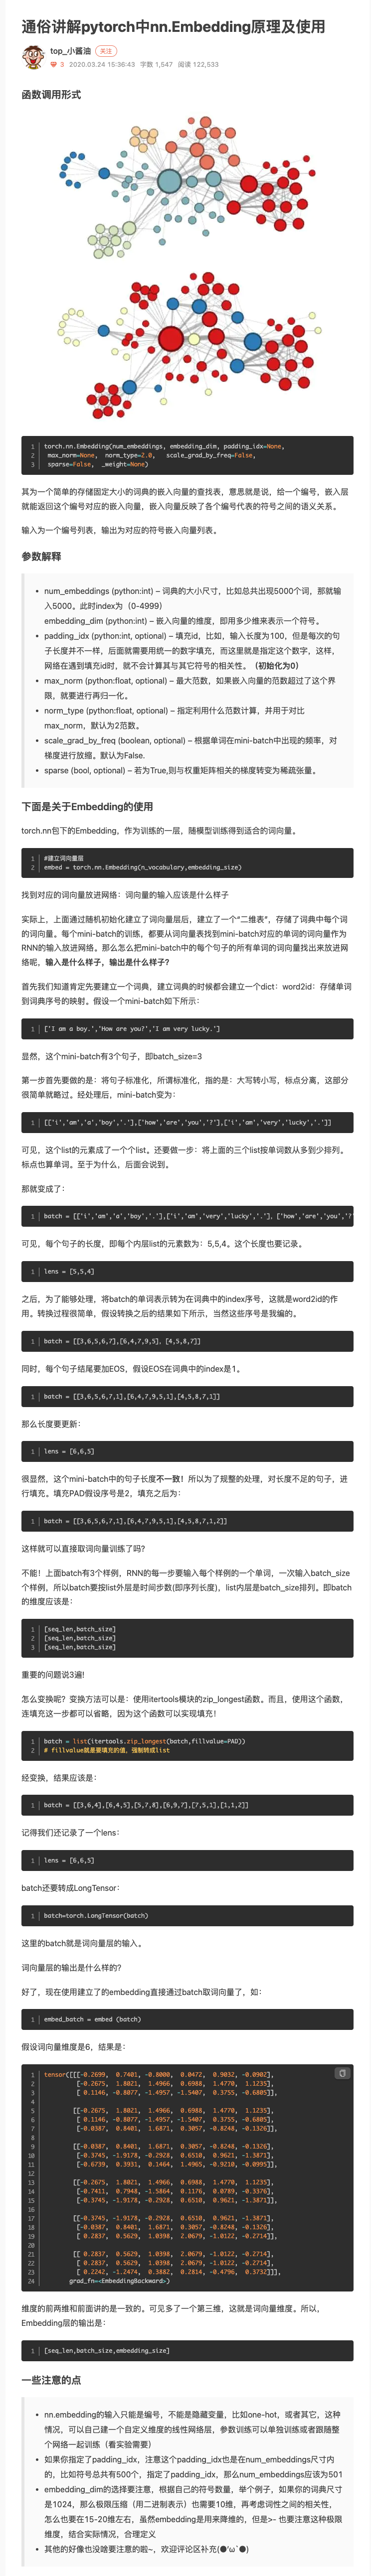 通俗讲解pytorch中nn.Embedding原理及使用
top_小酱油 关注
3 2020.03.24 15:36:43 字数 1,547 阅读 122,533
函数调用形式
1 torch.nn.Embedding(num_embeddings, embedding_dim, padding_idx=None,
2 max_norm=None, norm_type=2.0, scale_grad_by_freq=False,
3 sparse=False, _weight=None)
其为一个简单的存储固定大小的词典的嵌入向量的查找表，意思就是说，给一个编号，嵌入层
就能返回这个编号对应的嵌入向量，嵌入向量反映了各个编号代表的符号之间的语义关系。
输入为一个编号列表，输出为对应的符号嵌入向量列表。
参数解释
num_embeddings (python:int) – 词典的大小尺寸，比如总共出现5000个词，那就输
入5000。此时index为（0-4999）
embedding_dim (python:int) – 嵌入向量的维度，即用多少维来表示一个符号。
padding_idx (python:int, optional) – 填充id，比如，输入长度为100，但是每次的句
子长度并不一样，后面就需要用统一的数字填充，而这里就是指定这个数字，这样，
网络在遇到填充id时，就不会计算其与其它符号的相关性。（初始化为0）
max_norm (python:float, optional) – 最大范数，如果嵌入向量的范数超过了这个界
限，就要进行再归一化。
norm_type (python:float, optional) – 指定利用什么范数计算，并用于对比
max_norm，默认为2范数。
scale_grad_by_freq (boolean, optional) – 根据单词在mini-batch中出现的频率，对
梯度进行放缩。默认为False.
sparse (bool, optional) – 若为True,则与权重矩阵相关的梯度转变为稀疏张量。
下面是关于Embedding的使用
torch.nn包下的Embedding，作为训练的一层，随模型训练得到适合的词向量。
1 #建立词向量层
2 embed = torch.nn.Embedding(n_vocabulary,embedding_size)
找到对应的词向量放进网络：词向量的输入应该是什么样子
实际上，上面通过随机初始化建立了词向量层后，建立了一个“二维表”，存储了词典中每个词
的词向量。每个mini-batch的训练，都要从词向量表找到mini-batch对应的单词的词向量作为
RNN的输入放进网络。那么怎么把mini-batch中的每个句子的所有单词的词向量找出来放进网
络呢，输入是什么样子，输出是什么样子？
首先我们知道肯定先要建立一个词典，建立词典的时候都会建立一个dict：word2id：存储单词
到词典序号的映射。假设一个mini-batch如下所示：
1 ['I am a boy.','How are you?','I am very lucky.']
显然，这个mini-batch有3个句子，即batch_size=3
第一步首先要做的是：将句子标准化，所谓标准化，指的是：大写转小写，标点分离，这部分
很简单就略过。经处理后，mini-batch变为：
1 [['i','am','a','boy','.'],['how','are','you','?'],['i','am','very','lucky','.']]
可见，这个list的元素成了一个个list。还要做一步：将上面的三个list按单词数从多到少排列。
标点也算单词。至于为什么，后面会说到。
那就变成了：
1 batch = [['i','am','a','boy','.'],['i','am','very','lucky','.'], ['how','are','you','?'
可见，每个句子的长度，即每个内层list的元素数为：5,5,4。这个长度也要记录。
1 lens = [5,5,4]
之后，为了能够处理，将batch的单词表示转为在词典中的index序号，这就是word2id的作
用。转换过程很简单，假设转换之后的结果如下所示，当然这些序号是我编的。
1 batch = [[3,6,5,6,7],[6,4,7,9,5], [4,5,8,7]]
同时，每个句子结尾要加EOS，假设EOS在词典中的index是1。
1 batch = [[3,6,5,6,7,1],[6,4,7,9,5,1],[4,5,8,7,1]]
那么长度要更新：
1 lens = [6,6,5]
很显然，这个mini-batch中的句子长度不一致！所以为了规整的处理，对长度不足的句子，进
行填充。填充PAD假设序号是2，填充之后为：
1 batch = [[3,6,5,6,7,1],[6,4,7,9,5,1],[4,5,8,7,1,2]]
这样就可以直接取词向量训练了吗？
不能！上面batch有3个样例，RNN的每一步要输入每个样例的一个单词，一次输入batch_size
个样例，所以batch要按list外层是时间步数(即序列长度)，list内层是batch_size排列。即batch
的维度应该是：
1 [seq_len,batch_size]
2 [seq_len,batch_size]
3 [seq_len,batch_size]
重要的问题说3遍！
怎么变换呢？变换方法可以是：使用itertools模块的zip_longest函数。而且，使用这个函数，
连填充这一步都可以省略，因为这个函数可以实现填充！
1 batch = list(itertools.zip_longest(batch,fillvalue=PAD))
2 # fillvalue就是要填充的值，强制转成list
经变换，结果应该是：
1 batch = [[3,6,4],[6,4,5],[5,7,8],[6,9,7],[7,5,1],[1,1,2]]
记得我们还记录了一个lens：
1 lens = [6,6,5]
batch还要转成LongTensor：
1 batch=torch.LongTensor(batch)
这里的batch就是词向量层的输入。
词向量层的输出是什么样的？
好了，现在使用建立了的embedding直接通过batch取词向量了，如：
1 embed_batch = embed (batch)
假设词向量维度是6，结果是：
1 tensor([[[-0.2699, 0.7401, -0.8000, 0.0472, 0.9032, -0.0902],
2 [-0.2675, 1.8021, 1.4966, 0.6988, 1.4770, 1.1235],
3 [ 0.1146, -0.8077, -1.4957, -1.5407, 0.3755, -0.6805]],
4
5 [[-0.2675, 1.8021, 1.4966, 0.6988, 1.4770, 1.1235],
6 [ 0.1146, -0.8077, -1.4957, -1.5407, 0.3755, -0.6805],
7 [-0.0387, 0.8401, 1.6871, 0.3057, -0.8248, -0.1326]],
8
9 [[-0.0387, 0.8401, 1.6871, 0.3057, -0.8248, -0.1326],
10 [-0.3745, -1.9178, -0.2928, 0.6510, 0.9621, -1.3871],
11 [-0.6739, 0.3931, 0.1464, 1.4965, -0.9210, -0.0995]],
12
13 [[-0.2675, 1.8021, 1.4966, 0.6988, 1.4770, 1.1235],
14 [-0.7411, 0.7948, -1.5864, 0.1176, 0.0789, -0.3376],
15 [-0.3745, -1.9178, -0.2928, 0.6510, 0.9621, -1.3871]],
16
17 [[-0.3745, -1.9178, -0.2928, 0.6510, 0.9621, -1.3871],
18 [-0.0387, 0.8401, 1.6871, 0.3057, -0.8248, -0.1326],
19 [ 0.2837, 0.5629, 1.0398, 2.0679, -1.0122, -0.2714]],
20
21 [[ 0.2837, 0.5629, 1.0398, 2.0679, -1.0122, -0.2714],
22 [ 0.2837, 0.5629, 1.0398, 2.0679, -1.0122, -0.2714],
23 [ 0.2242, -1.2474, 0.3882, 0.2814, -0.4796, 0.3732]]],
24 grad_fn=<EmbeddingBackward>)
维度的前两维和前面讲的是一致的。可见多了一个第三维，这就是词向量维度。所以，
Embedding层的输出是：
1 [seq_len,batch_size,embedding_size]
一些注意的点
nn.embedding的输入只能是编号，不能是隐藏变量，比如one-hot，或者其它，这种
情况，可以自己建一个自定义维度的线性网络层，参数训练可以单独训练或者跟随整
个网络一起训练（看实验需要）
如果你指定了padding_idx，注意这个padding_idx也是在num_embeddings尺寸内
的，比如符号总共有500个，指定了padding_idx，那么num_embeddings应该为501
embedding_dim的选择要注意，根据自己的符号数量，举个例子，如果你的词典尺寸
是1024，那么极限压缩（用二进制表示）也需要10维，再考虑词性之间的相关性，
怎么也要在15-20维左右，虽然embedding是用来降维的，但是>- 也要注意这种极限
维度，结合实际情况，合理定义
其他的好像也没啥要注意的啦~，欢迎评论区补充(●'ω`●)